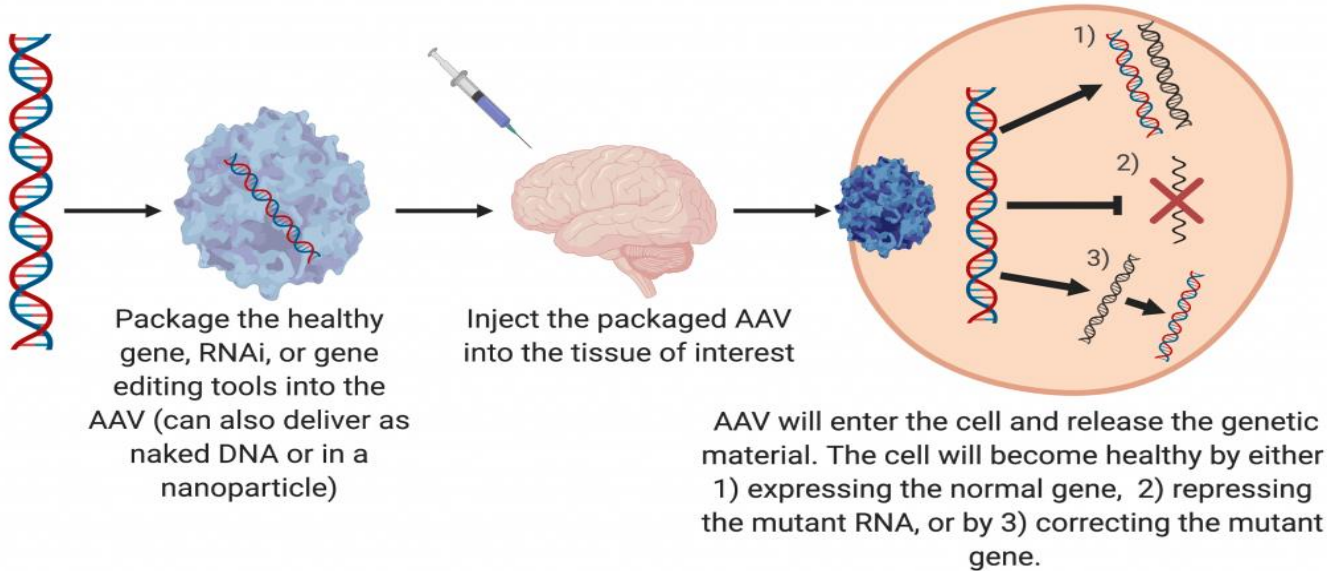 1)
2)
3)
Package the healthy
gene, RNAi, or gene
editing tools into the
AAV (can also deliver as
naked DNA or in a
nanoparticle)
Inject the packaged AAV
into the tissue of interest
AAV will enter the cell and release the genetic
material. The cell will become healthy by either
1) expressing the normal gene, 2) repressing
the mutant RNA, or by 3) correcting the mutant
gene.